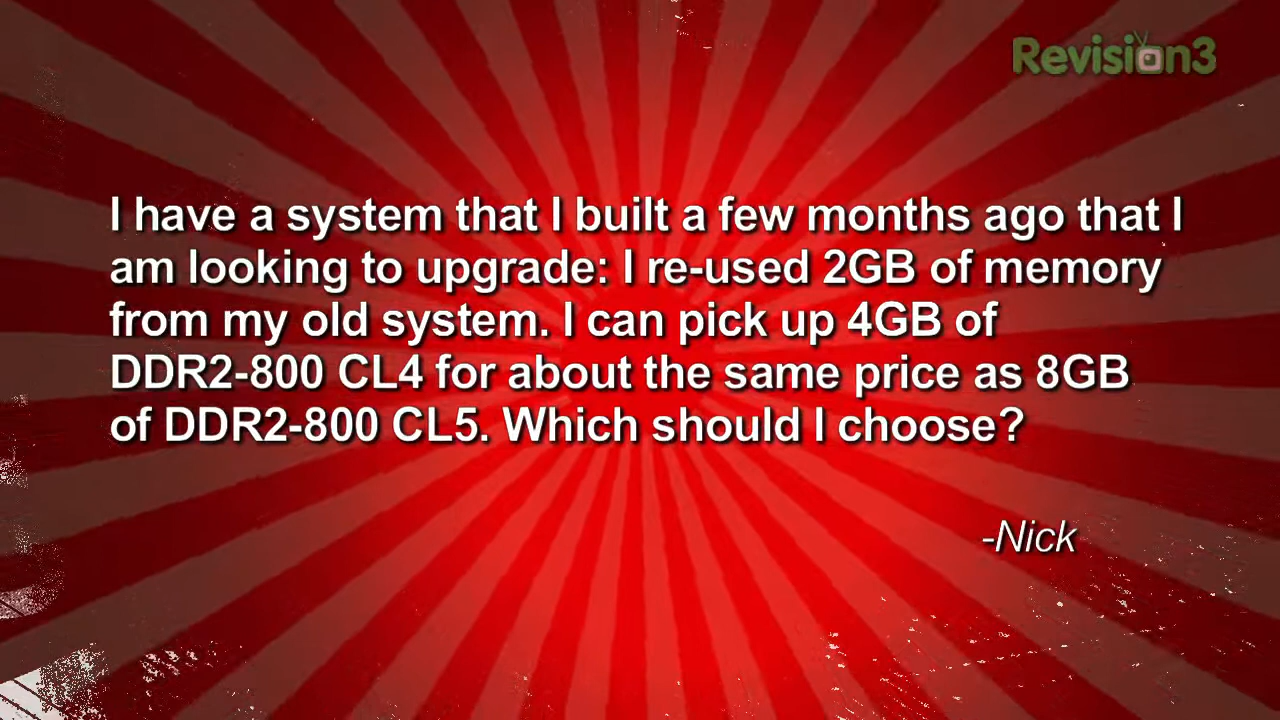 Revision3
I have a system that I built a few months ago that I
am looking to upgrade: I re-used 2GB of memory
from my old system. I can pick up 4GB of
DDR2-800 CL4 for about the same price as 8GB
of DDR2-800 CL5. Which should I choose?
-Nick